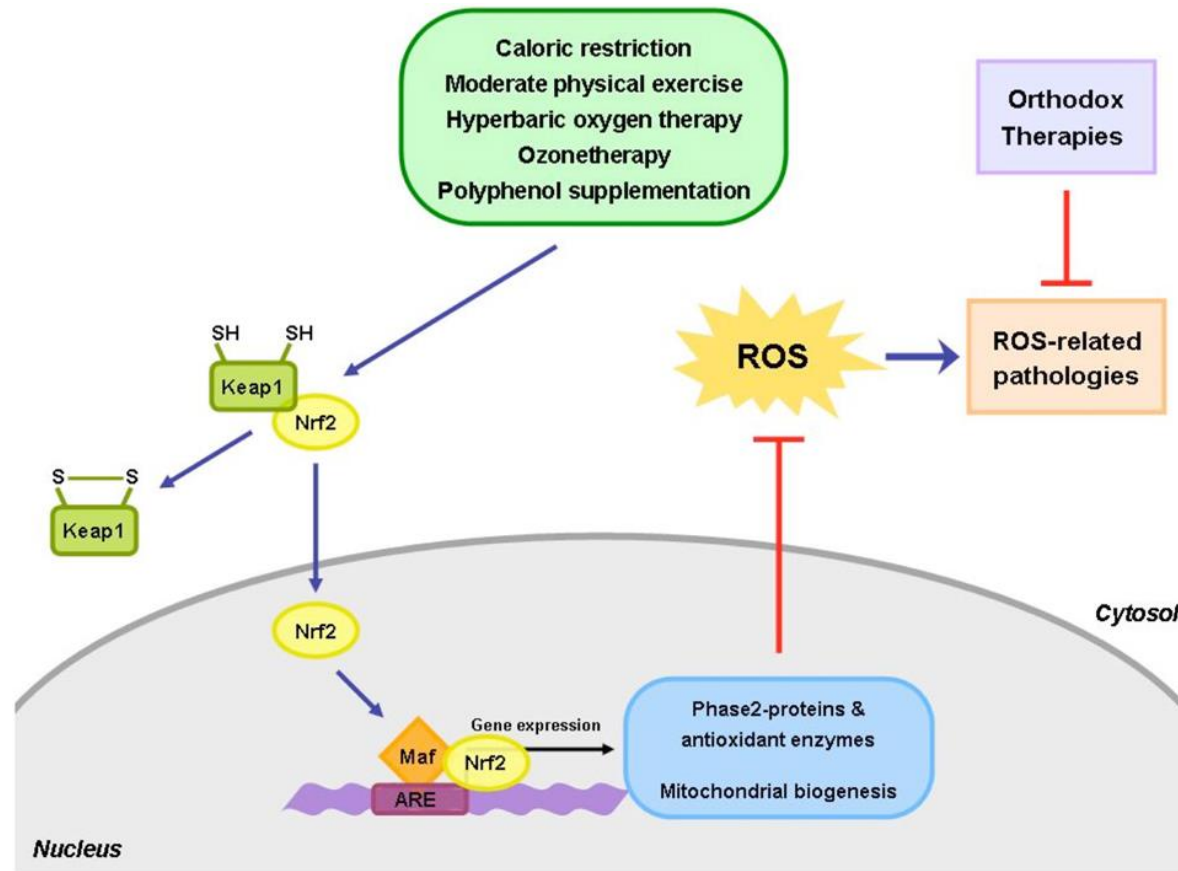 Caloric restriction
Moderate physical exercise
Hyperbaric oxygen therapy
Ozonetherapy
Polyphenol supplementation
Orthodox
Therapies
SH
SH
Keap1
Nrf2
ROS
ROS-related
pathologies
S
S
Keap1
Nrf2
Cytosol
Gene expression
Maf
Nrf2
ARE
Phase2-proteins &
antioxidant enzymes
Mitochondrial biogenesis
Nucleus